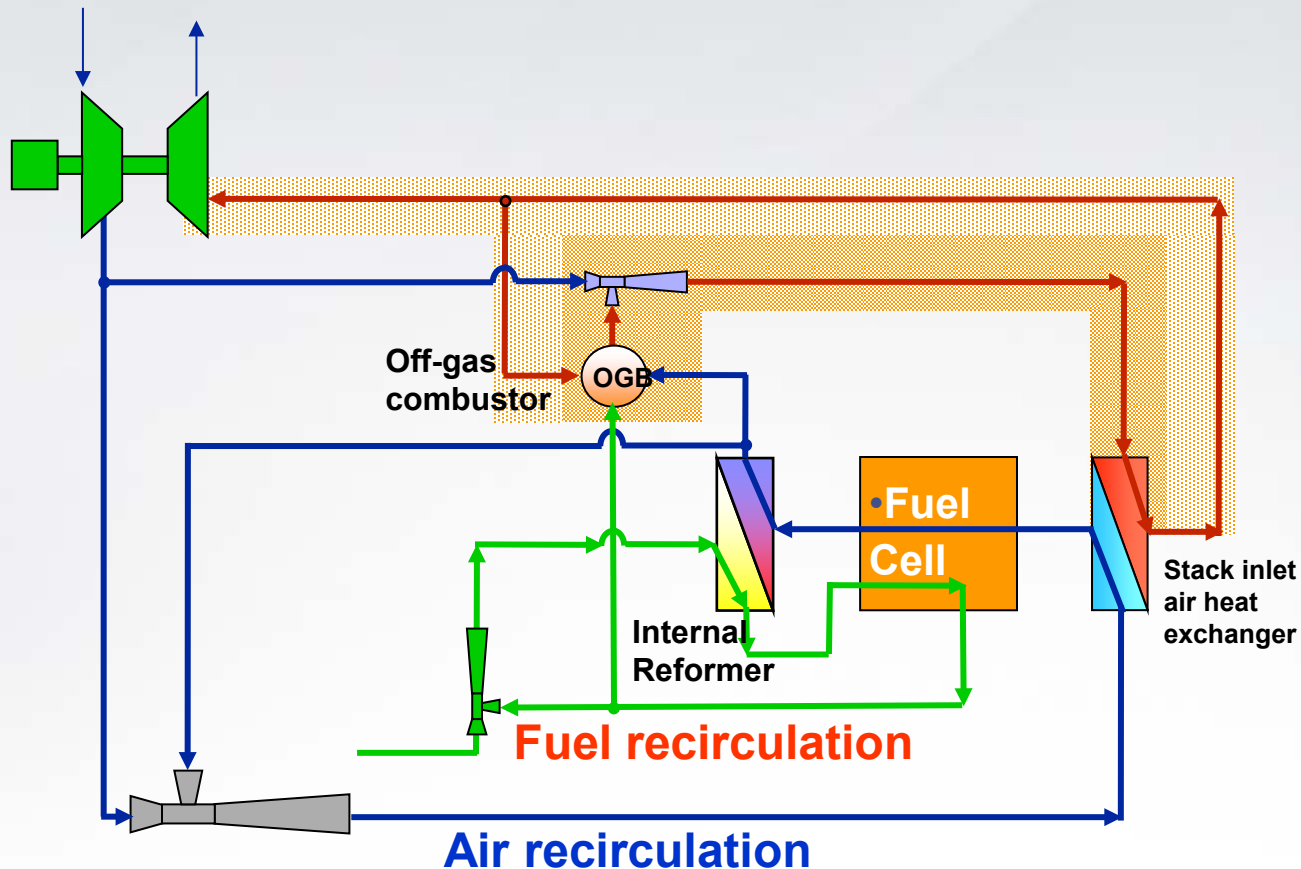 Off-gas
combustor
OGB
•Fuel
Cell
Stack inlet
air heat
exchanger
Internal
Reformer
Fuel recirculation
Air recirculation